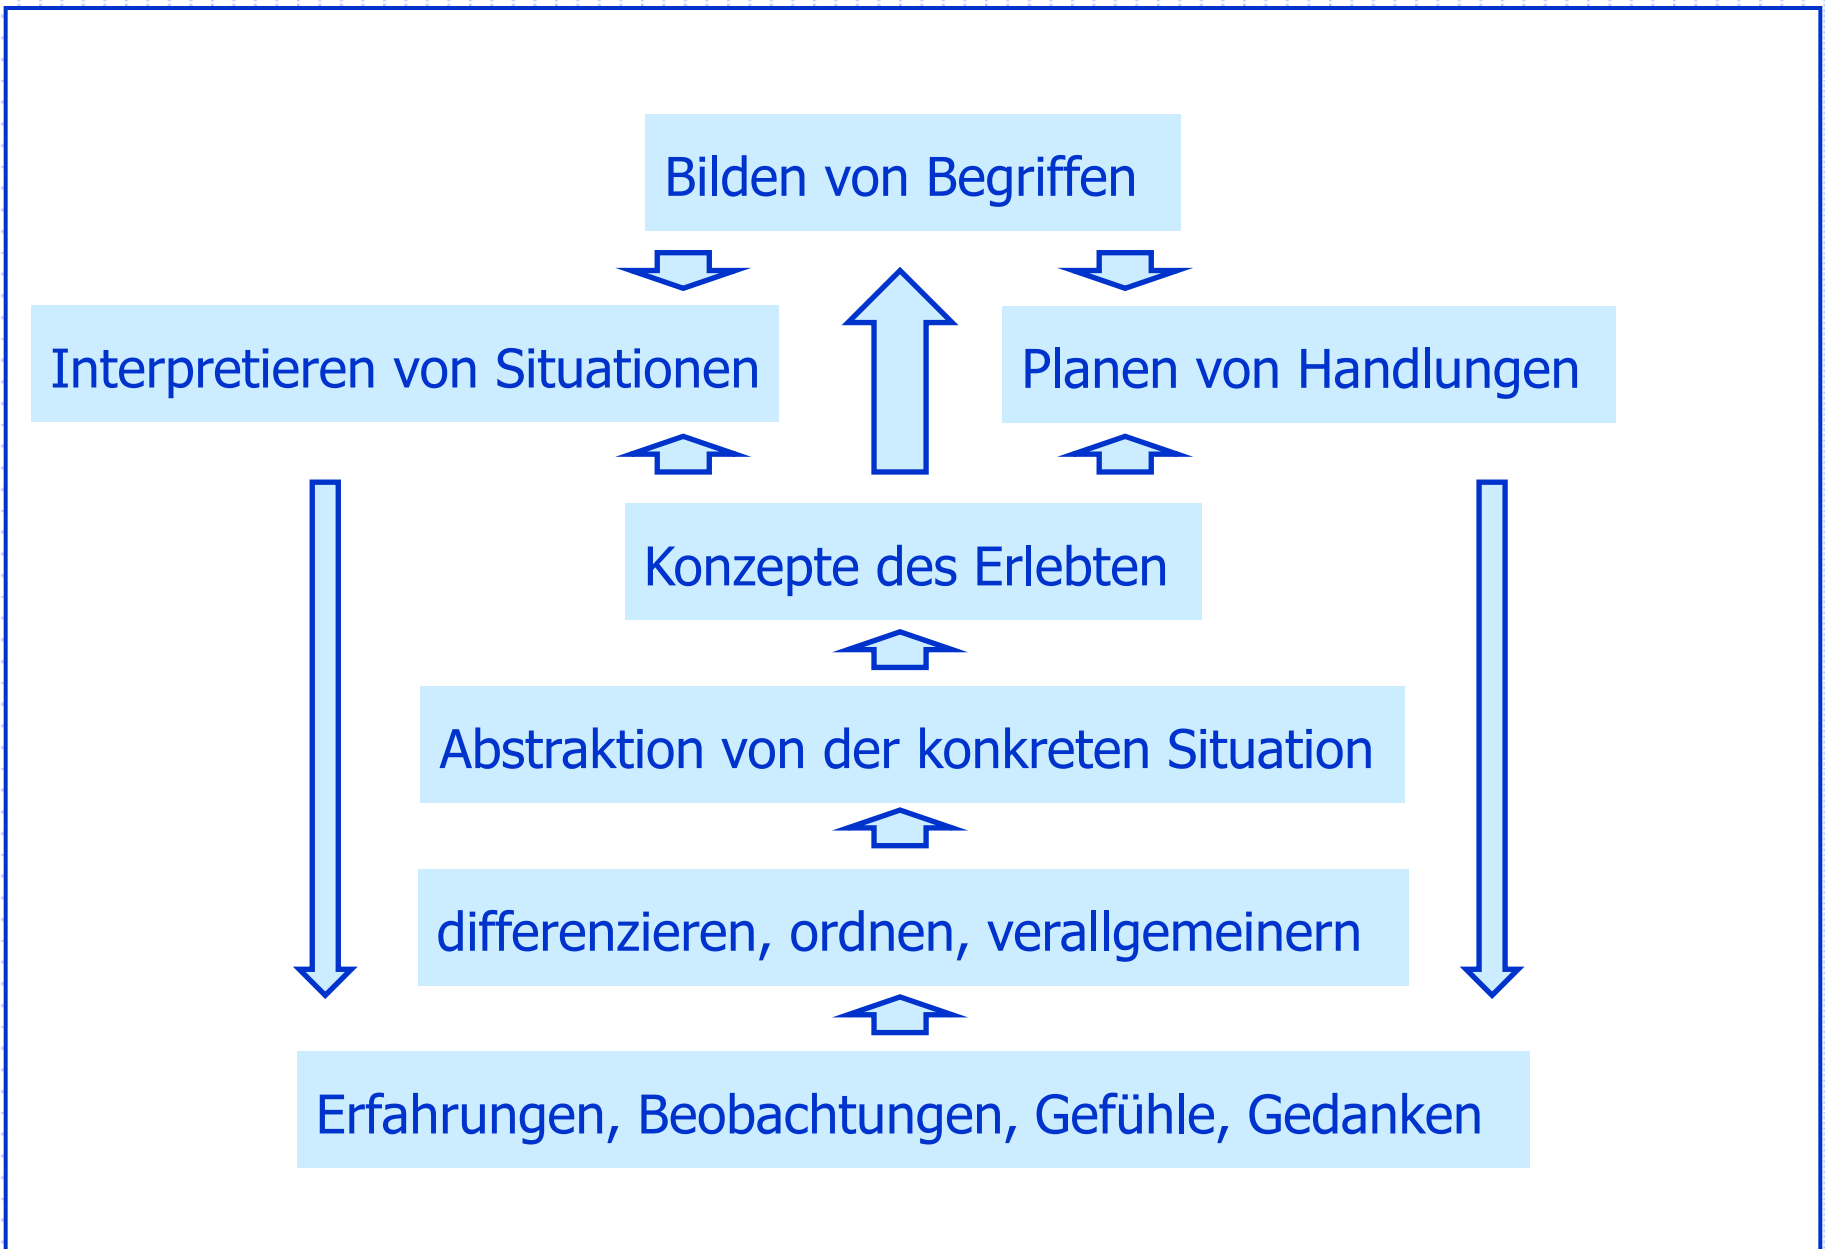 Bilden von Begriffen
Interpretieren von Situationen
Planen von Handlungen
Konzepte des Erlebten
Abstraktion von der konkreten Situation
differenzieren, ordnen, verallgemeinern
Erfahrungen, Beobachtungen, Gefühle, Gedanken